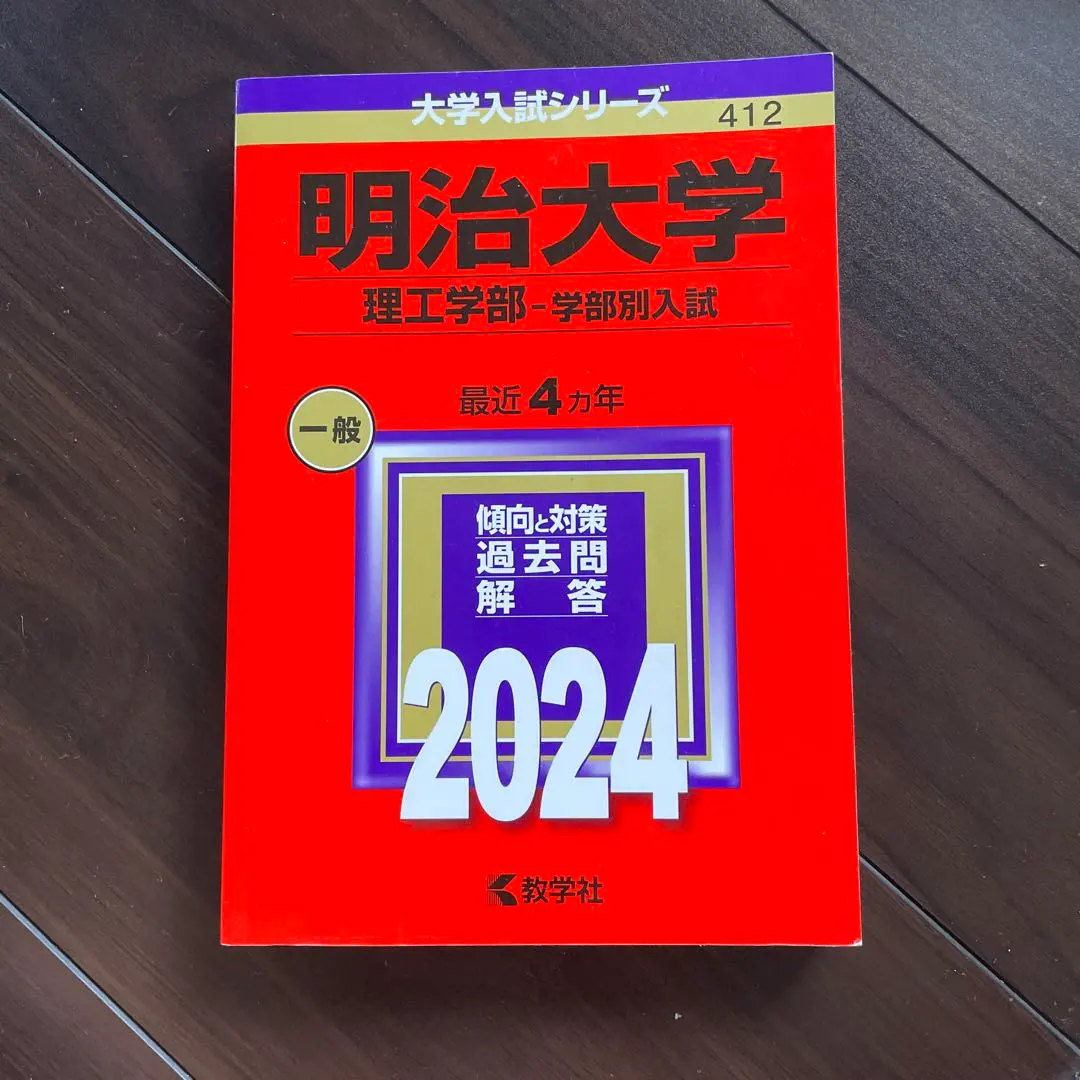 大学入試シリーズ
412
明治大学
理工学部-学部別入試
最近4カ年
一般
傾向と対策
過去問
解答
2024
教学社